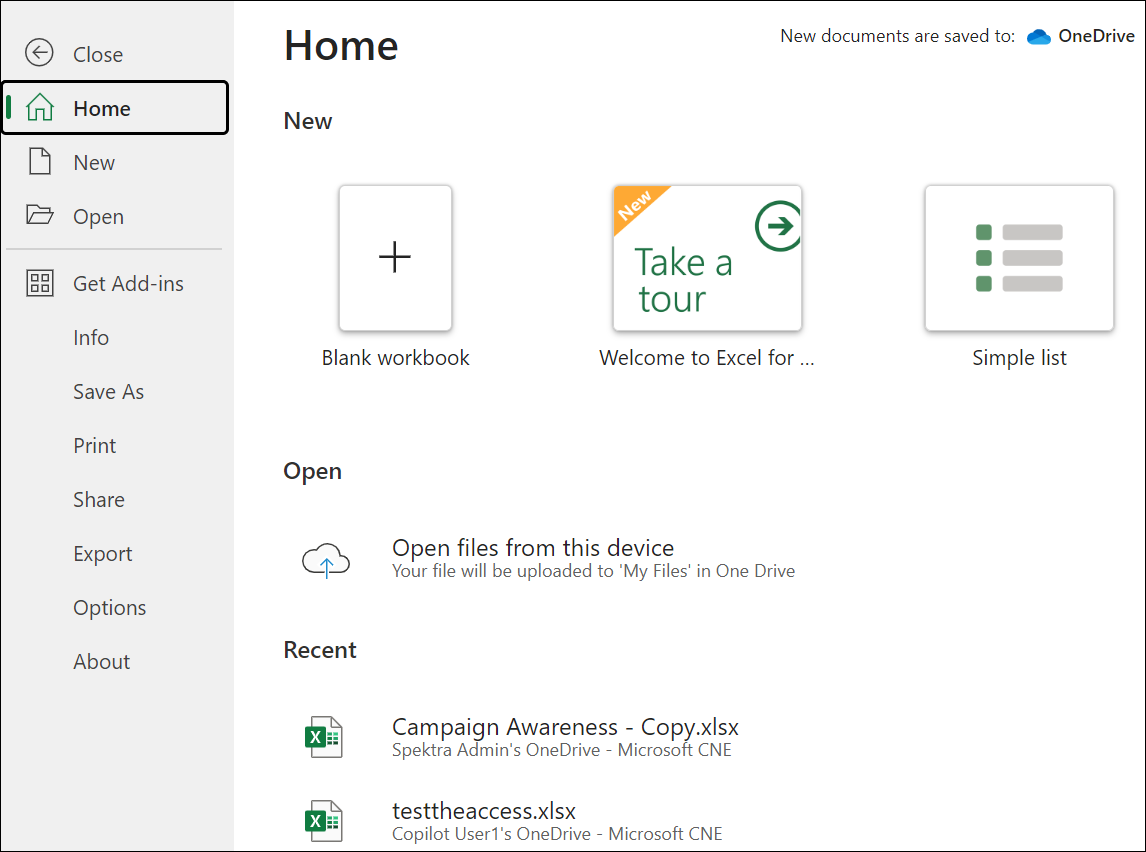 Close
Home
New
Open
Get Add-ins
Info
Save As
Print
Share
Export
Options
About
Home
New documents are saved to: OneDrive
New
New
Take a
tour
Blank workbook
Welcome to Excel for ...
Simple list
Open
Open files from this device
Your file will be uploaded to 'My Files' in One Drive
Recent
Campaign Awareness - Copy.xlsx
Spektra Admin's OneDrive - Microsoft CNE
testtheaccess.xlsx
Copilot User1's OneDrive - Microsoft CNE